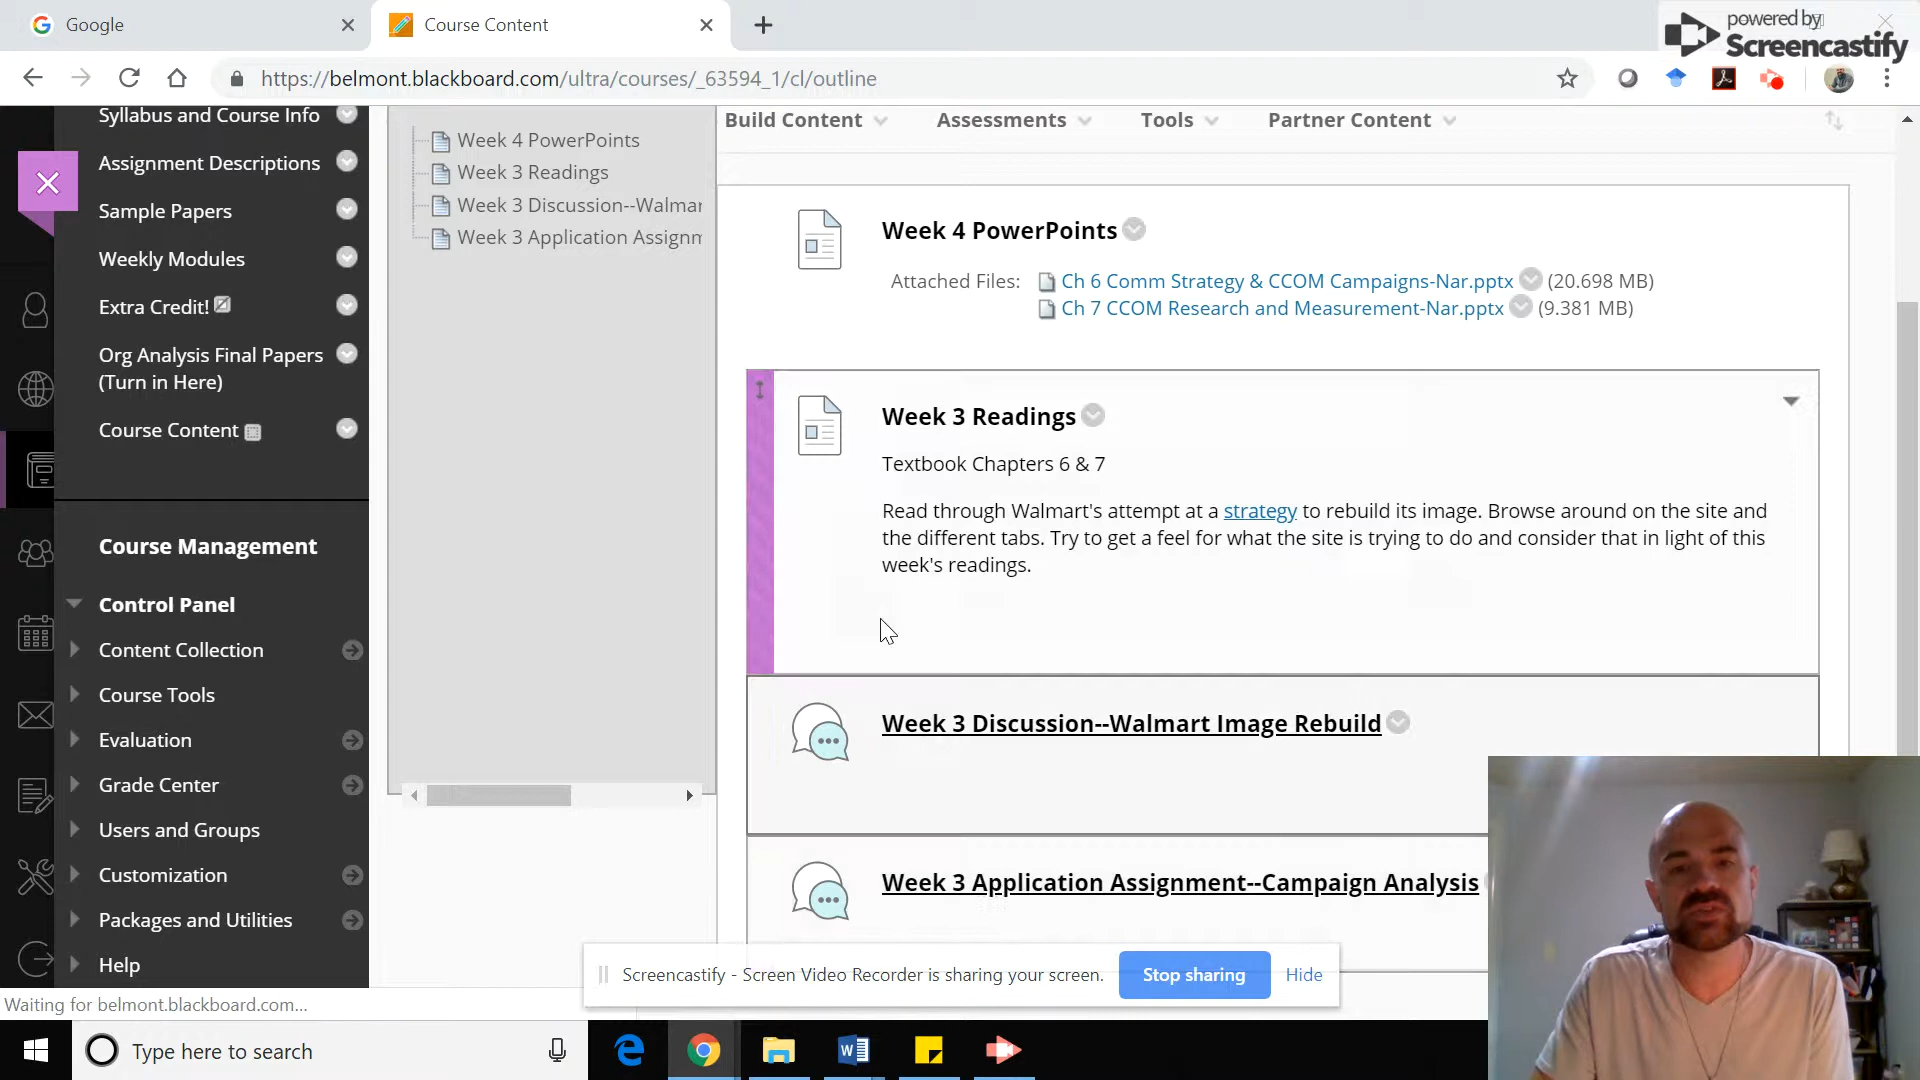 Google
Course Content
powered by
Screencastify
https://belmont.blackboard.com/ultra/courses/_63594_1/cl/outline
Syllabus and Course Info
Assignment Descriptions
Sample Papers
Weekly Modules
Extra Credit!
Org Analysis Final Papers
(Turn in Here)
Course Content
Course Management
Control Panel
Content Collection
Course Tools
Evaluation
Grade Center
Users and Groups
Customization
Packages and Utilities
Help
Week 4 PowerPoints
Week 3 Readings
Week 3 Discussion--Walmar
Week 3 Application Assignm
Build Content
Assessments
Tools
Partner Content
Week 4 PowerPoints
Attached Files:
Ch 6 Comm Strategy & CCOM Campaigns-Nar.pptx (20.698 MB)
Ch 7 CCOM Research and Measurement-Nar.pptx (9.381 MB)
Week 3 Readings
Textbook Chapters 6 & 7
Read through Walmart's attempt at a strategy to rebuild its image. Browse around on the site and
the different tabs. Try to get a feel for what the site is trying to do and consider that in light of this
week's readings.
Week 3 Discussion--Walmart Image Rebuild
Week 3 Application Assignment--Campaign Analysis
Screencastify - Screen Video Recorder is sharing your screen.
Stop sharing
Hide
Waiting for belmont.blackboard.com...
Type here to search